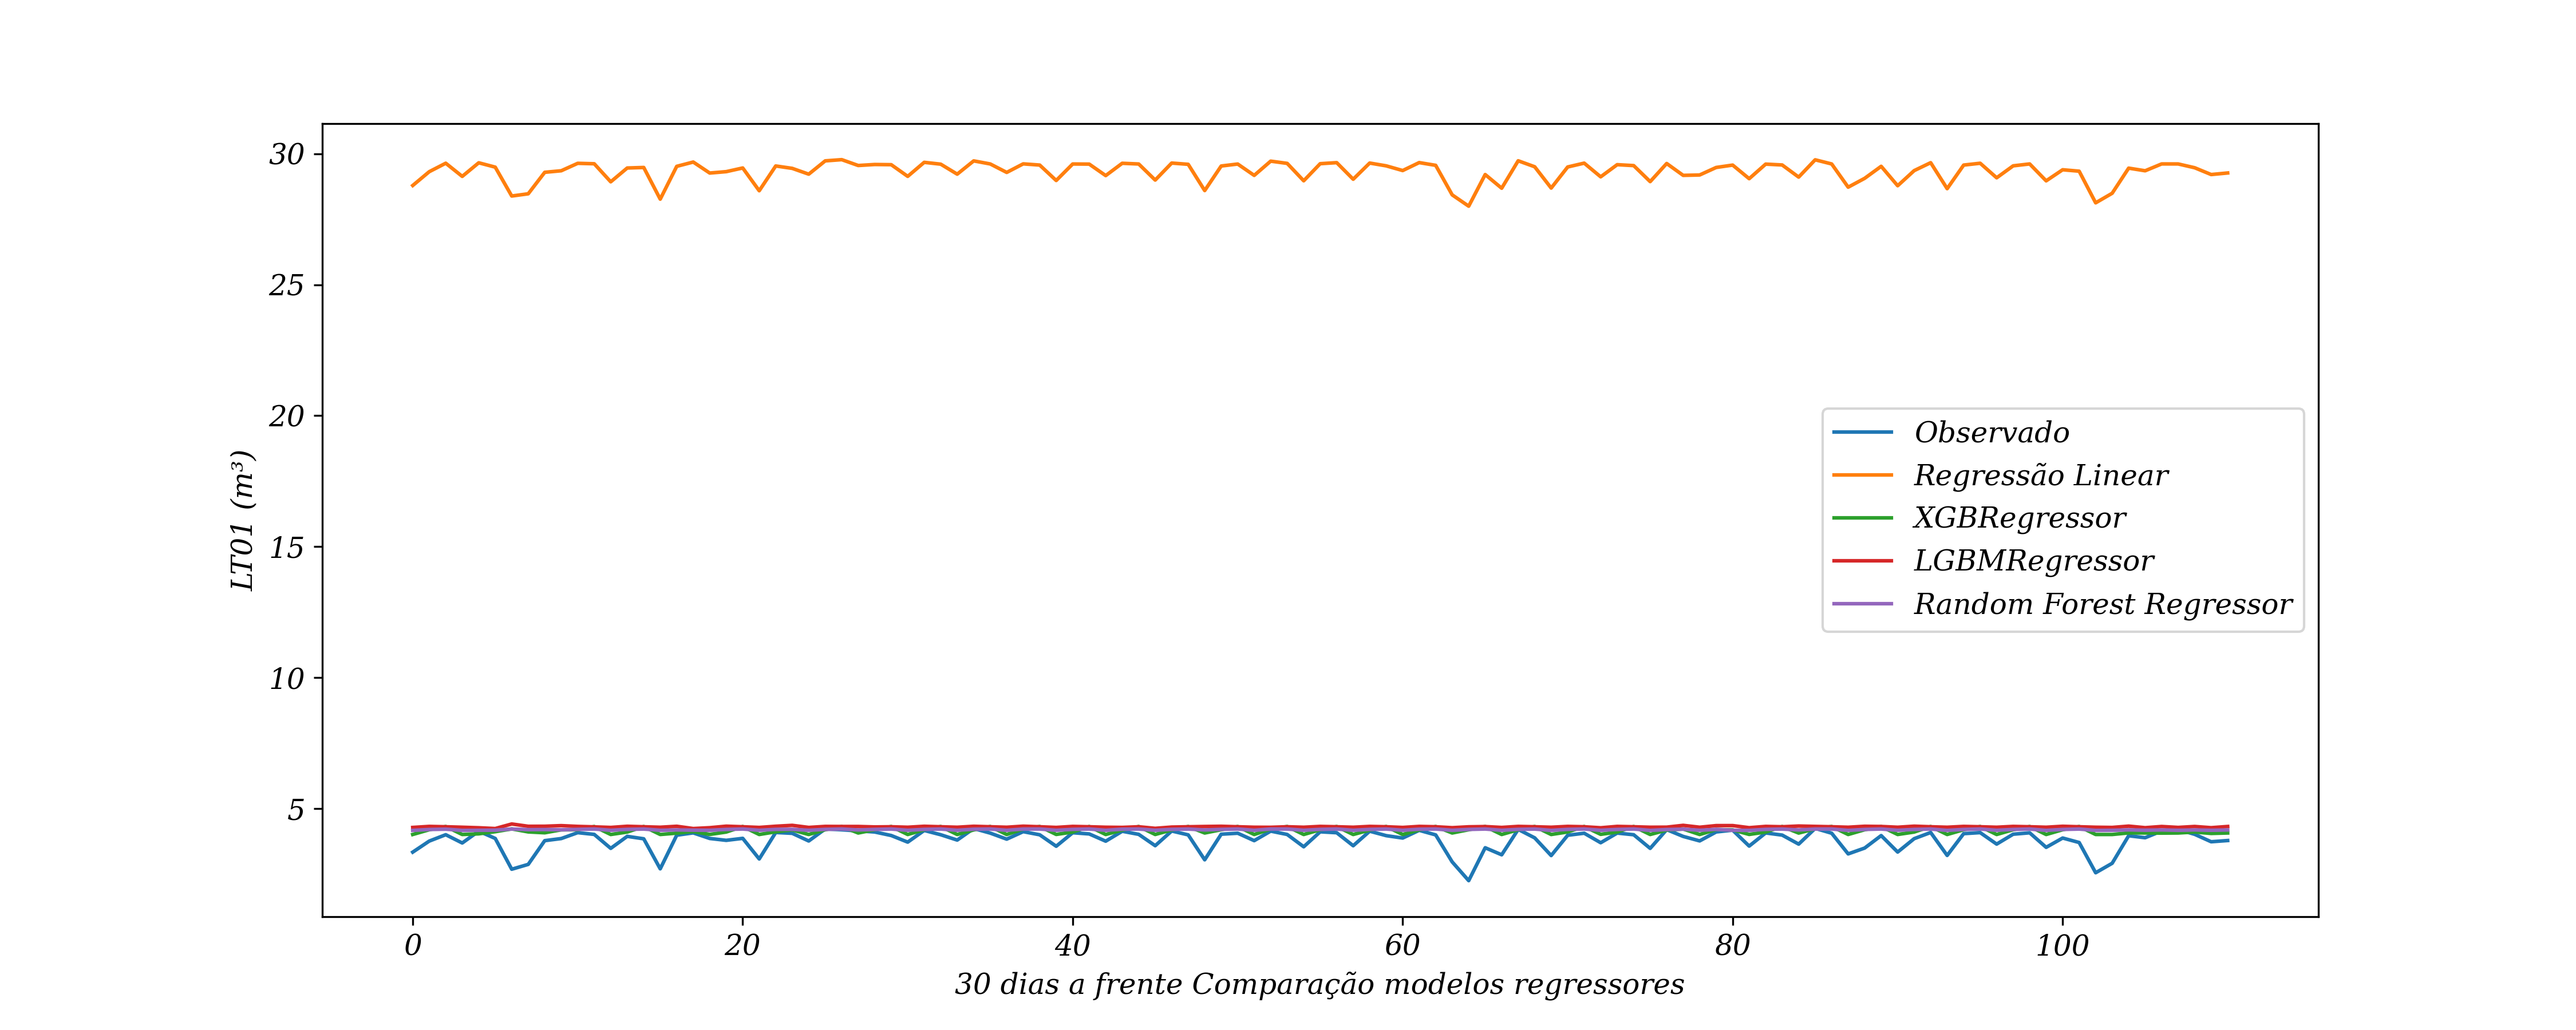 30
25
20
15
10
5
LT01 (m³)
Observado
Regressão Linear
XGBRegressor
LGBMRegressor
Random Forest Regressor
0 20 40 60 80 100
30 dias a frente Comparação modelos regressores